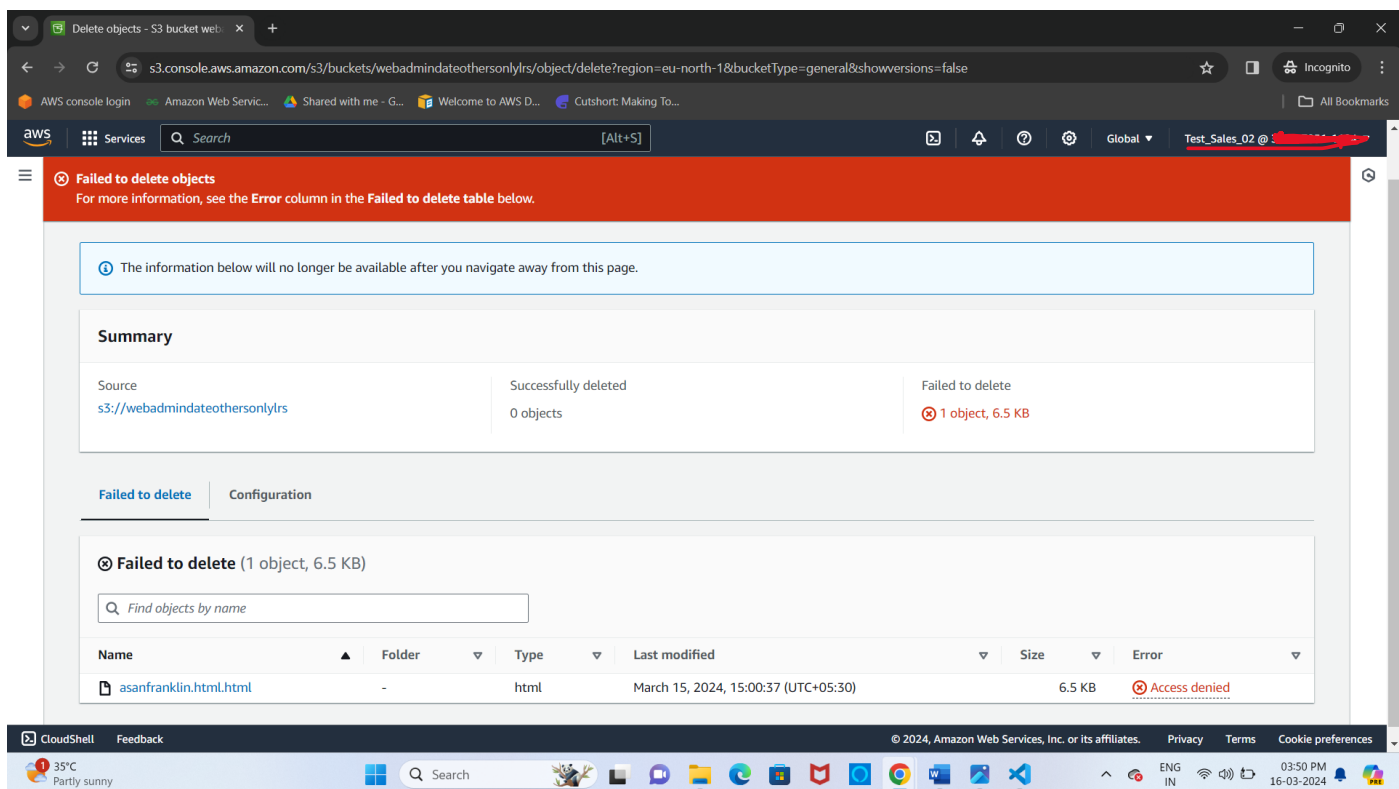 Delete objects - S3 bucket web
s3.console.aws.amazon.com/s3/buckets/webadmindateothersonlylrs/object/delete?region=eu-north-1&bucketType=general&showversions=false
Incognito
AWS console login
Amazon Web Servic...
Shared with me - G...
Welcome to AWS D...
Cutshort: Making To...
All Bookmarks
aws
Services
Search
[Alt+S]
Global
Test_Sales_02 @
Failed to delete objects
For more information, see the Error column in the Failed to delete table below.
The information below will no longer be available after you navigate away from this page.
Summary
Source
Successfully deleted
Failed to delete
s3://webadmindateothersonlylrs
0 objects
1 object, 6.5 KB
Failed to delete
Configuration
Failed to delete (1 object, 6.5 KB)
Find objects by name
Name
Folder
Type
Last modified
Size
Error
asanfranklin.html.html
-
html
March 15, 2024, 15:00:37 (UTC+05:30)
6.5 KB
Access denied
CloudShell
Feedback
© 2024, Amazon Web Services, Inc. or its affiliates.
Privacy
Terms
Cookie preferences
1
35°C
Partly sunny
Search
ENG
IN
03:50 PM
16-03-2024
PRE